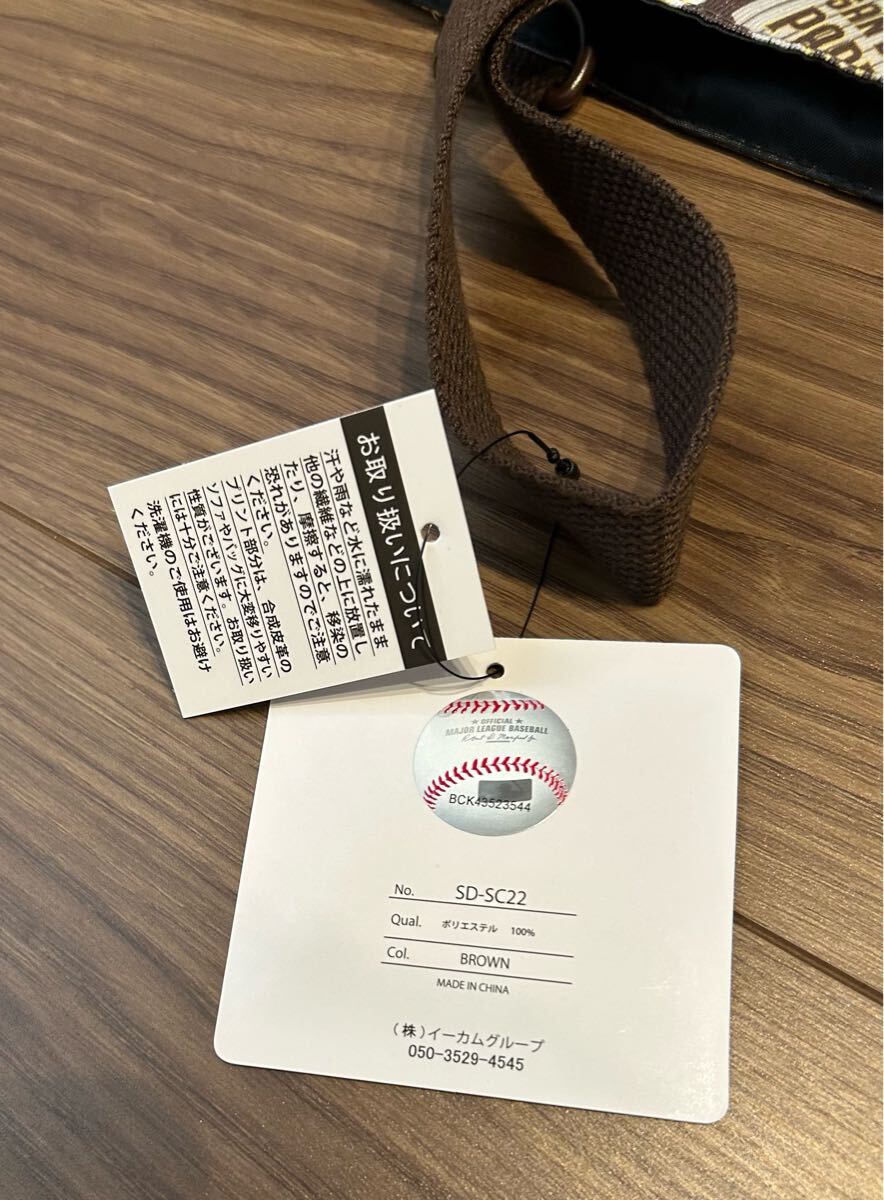 お取り扱いについて
汗や雨など水に濡れたまま
他の繊維などの上に放置し
たり、摩擦すると、移染の
恐れがありますのでご注意
ください。
プリント部分は、合成皮革の
ソファやバッグに大変移りやすい
性質がございます。お取り扱い
には十分ご注意ください。
洗濯機のご使用はお避け
ください。
OFFICIAL
MAJOR LEAGUE BASEBALL
BCK43523544
No. SD-SC22
Qual. ポリエステル 100%
Col. BROWN
MADE IN CHINA
(株)イーカムグループ
050-3529-4545